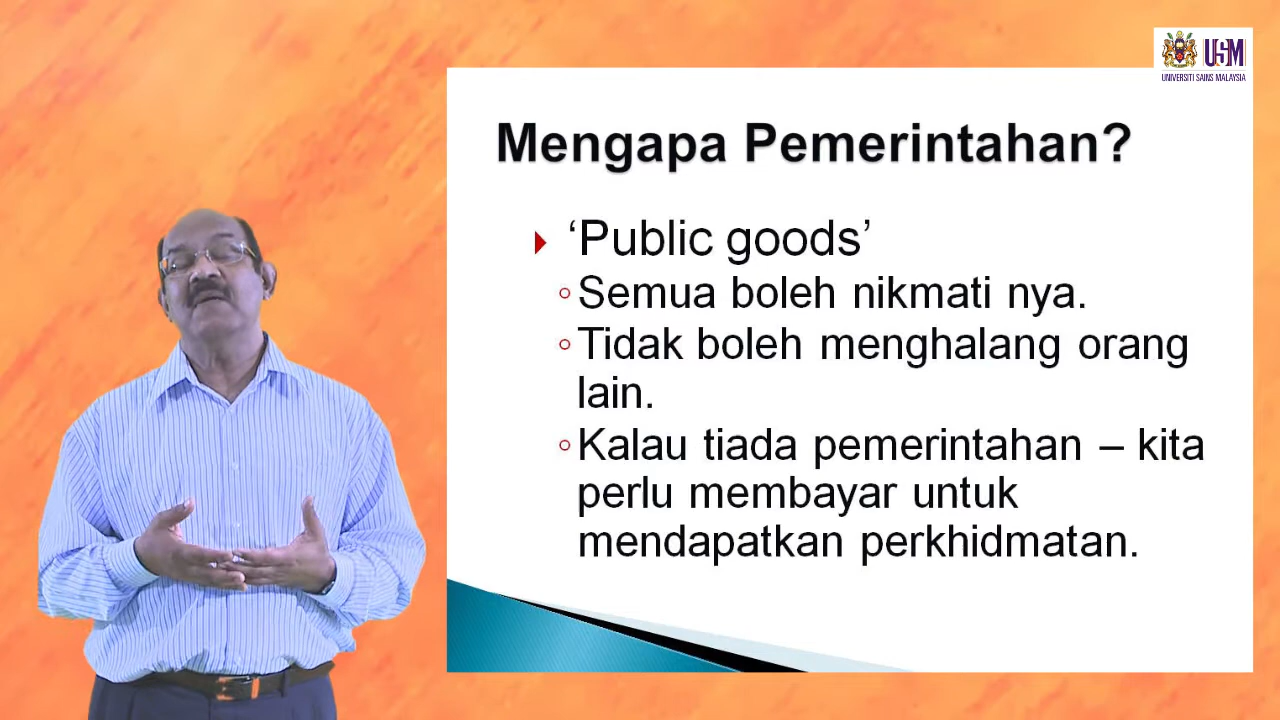 USM
UNIVERSITI SAINS MALAYSIA
Mengapa Pemerintahan?
‘Public goods’
Semua boleh nikmati nya.
Tidak boleh menghalang orang
lain.
Kalau tiada pemerintahan – kita
perlu membayar untuk
mendapatkan perkhidmatan.